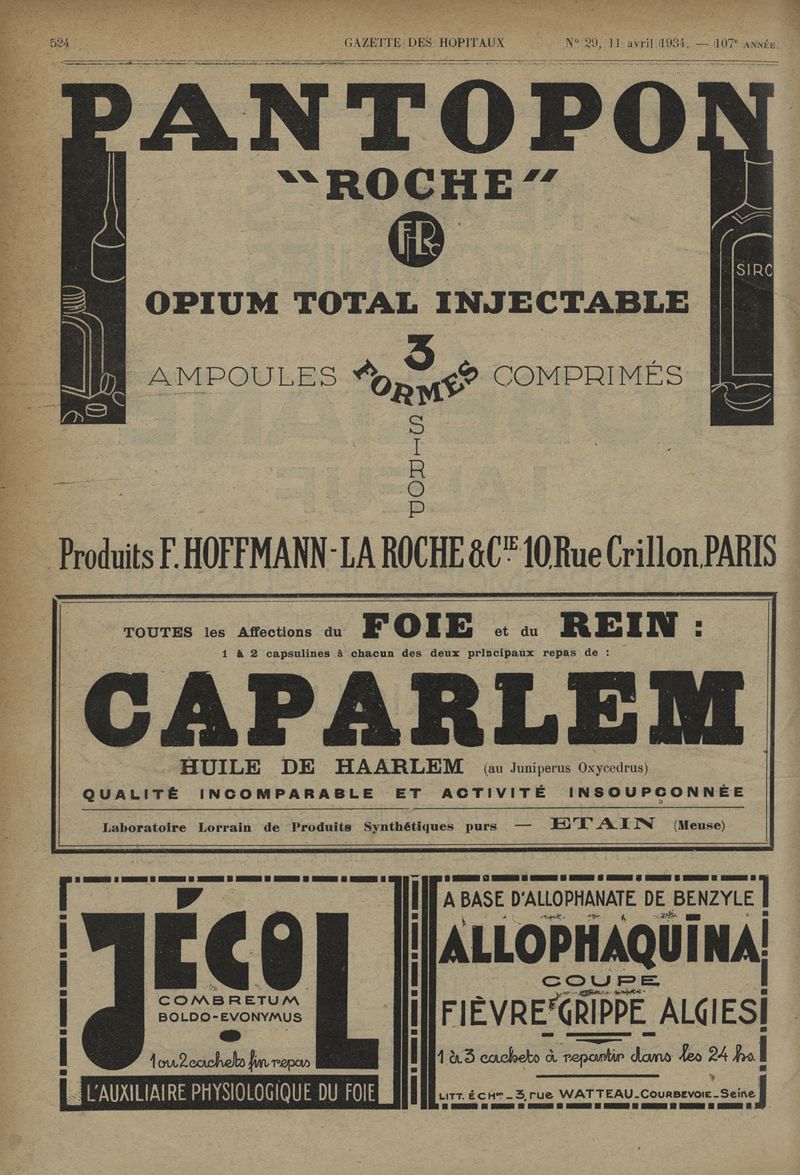 524
GAZETTE DES HOPITAUX
N° 29, 11 avril 1934. — 107e ANNÉE.
PANTOPON
"ROCHE"
OPIUM TOTAL INJECTABLE
SIRO
3
AMPOULES FORMES COMPRIMÉS
SIROP
Produits F. HOFFMANN-LA ROCHE & CIE 10, Rue Crillon, PARIS
TOUTES les Affections du FOIE et du REIN :
1 à 2 capsulines à chacun des deux principaux repas de :
CAPARLEM
HUILE DE HAARLEM (au Juniperus Oxycedrus)
QUALITÉ INCOMPARABLE ET ACTIVITÉ INSOUPÇONNÉE
Laboratoire Lorrain de Produits Synthétiques purs — ETAIN (Meuse)
JÉCOL
COMBRETUM
BOLDO-EVONYMUS
1 ou 2 cachets fin repas
L'AUXILIAIRE PHYSIOLOGIQUE DU FOIE
A BASE D'ALLOPHANATE DE BENZYLE
ALLOPHAQUINA
COUPE
FIÈVRE GRIPPE ALGIES
1 à 3 cachets à repartir dans les 24 hs.
LITT. ÉCHons - 3, rue WATTEAU - COURBEVOIE - Seine